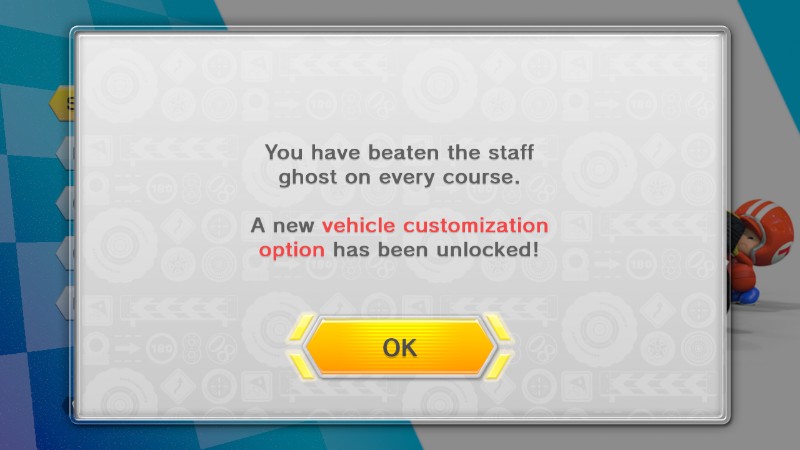 You have beaten the staff
ghost on every course.
A new vehicle customization
option has been unlocked!
OK